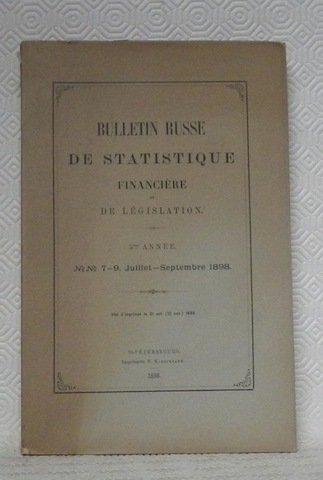 BULLETIN RUSSE
DE STATISTIQUE
FINANCIÈRE
ET
DE LÉGISLATION.
5me ANNÉE.
№№ 7–9. Juillet–Septembre 1898.
St-PÉTERSBOURG.
Imprimerie
1898.